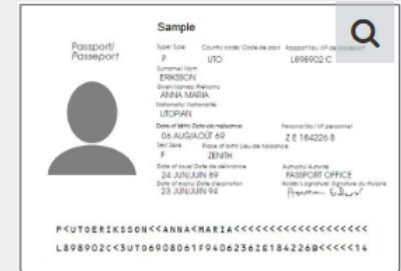 Sample
Passport/ Passeport
Type/ Type Country code/ Code de pays Passport No./ Nº de passeport
P UTO L898902 C
Surname/ Nom
ERIKSSON
Given Names/ Prénoms
ANNA MARIA
Nationality/ Nationalité
UTOPIAN
Date of Birth/ Date de naissance Personal No./ Nº personnel
06 AUG/AOÛT 69 Z E 184226 B
Sex/ Sexe Place of birth/ Lieu de naissance
F ZENITH
Date of issue/ Date de délivrance Authority/ Autorité
24 JUN/JUIN 89 PASSPORT OFFICE
Date of expiry/ Date d'expiration Holder's signature/ Signature du titulaire
23 JUN/JUIN 94
P<UTOERIKSSON<<ANNA<MARIA<<<<<<<<<<<<<<<<<<<
L898902C<3UTO6908061F9406236ZE184226B<<<<<14